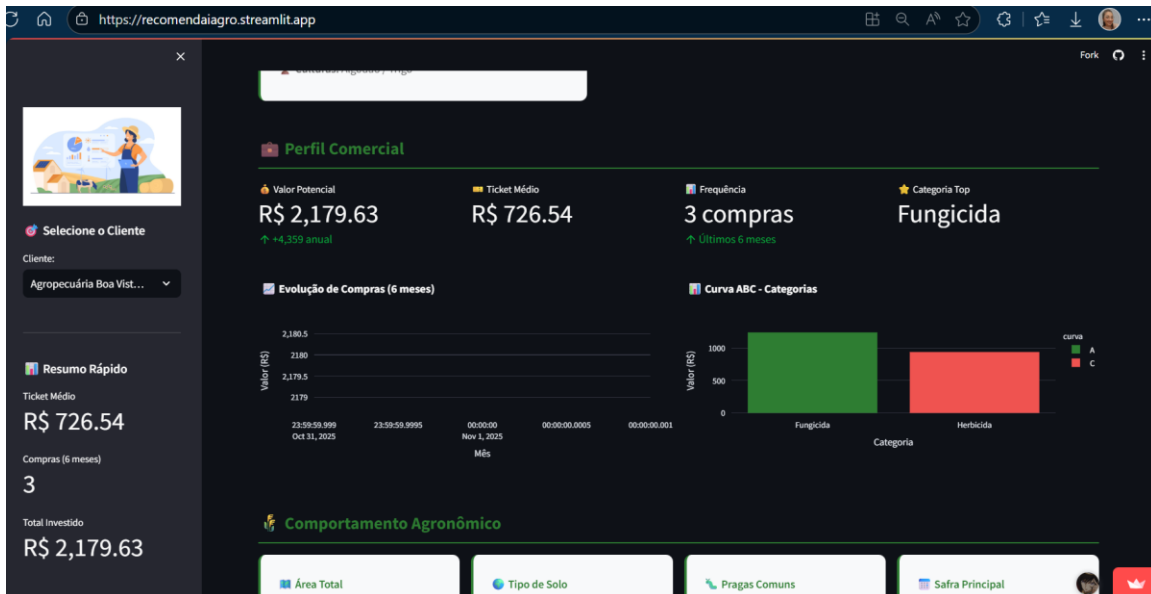 https://recomendaiagro.streamlit.app
Fork
Culturas: Algodão / Trigo
🎯 Selecione o Cliente
Cliente:
Agropecuária Boa Vist...
📊 Resumo Rápido
Ticket Médio
R$ 726.54
Compras (6 meses)
3
Total Investido
R$ 2,179.63
💼 Perfil Comercial
💰 Valor Potencial
R$ 2,179.63
↑ +4,359 anual
🎫 Ticket Médio
R$ 726.54
📊 Frequência
3 compras
↑ Últimos 6 meses
⭐ Categoria Top
Fungicida
📈 Evolução de Compras (6 meses)
Valor (R$)
2,180.5
2180
2,179.5
2179
23:59:59.999
Oct 31, 2025
23:59:59.9995
00:00:00
Nov 1, 2025
00:00:00.0005
00:00:00.001
Mês
📊 Curva ABC - Categorias
Valor (R$)
1000
500
0
Fungicida
Herbicida
Categoria
curva
A
C
🌾 Comportamento Agronômico
🗺️ Área Total
🌍 Tipo de Solo
🐛 Pragas Comuns
📅 Safra Principal